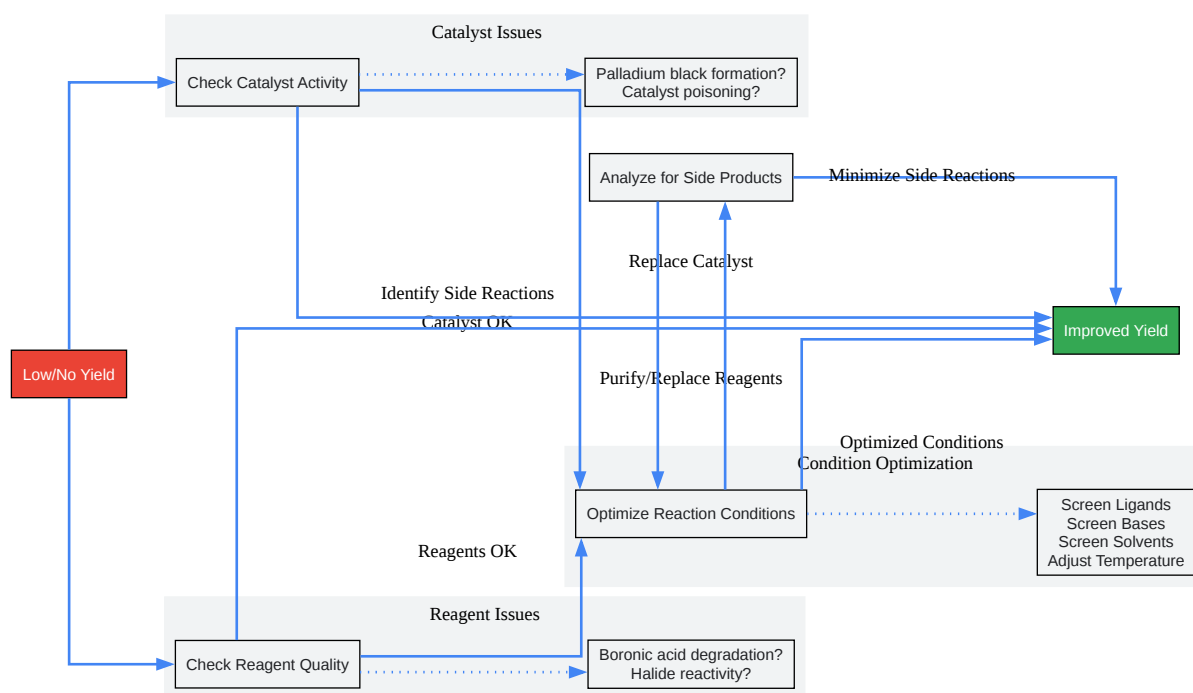 Catalyst Issues
Check Catalyst Activity
Palladium black formation?
Catalyst poisoning?
Analyze for Side Products
Minimize Side Reactions
Replace Catalyst
Identify Side Reactions
Catalyst OK
Improved Yield
Low/No Yield
Purify/Replace Reagents
Optimized Conditions
Condition Optimization
Optimize Reaction Conditions
Screen Ligands
Screen Bases
Screen Solvents
Adjust Temperature
Reagents OK
Reagent Issues
Check Reagent Quality
Boronic acid degradation?
Halide reactivity?